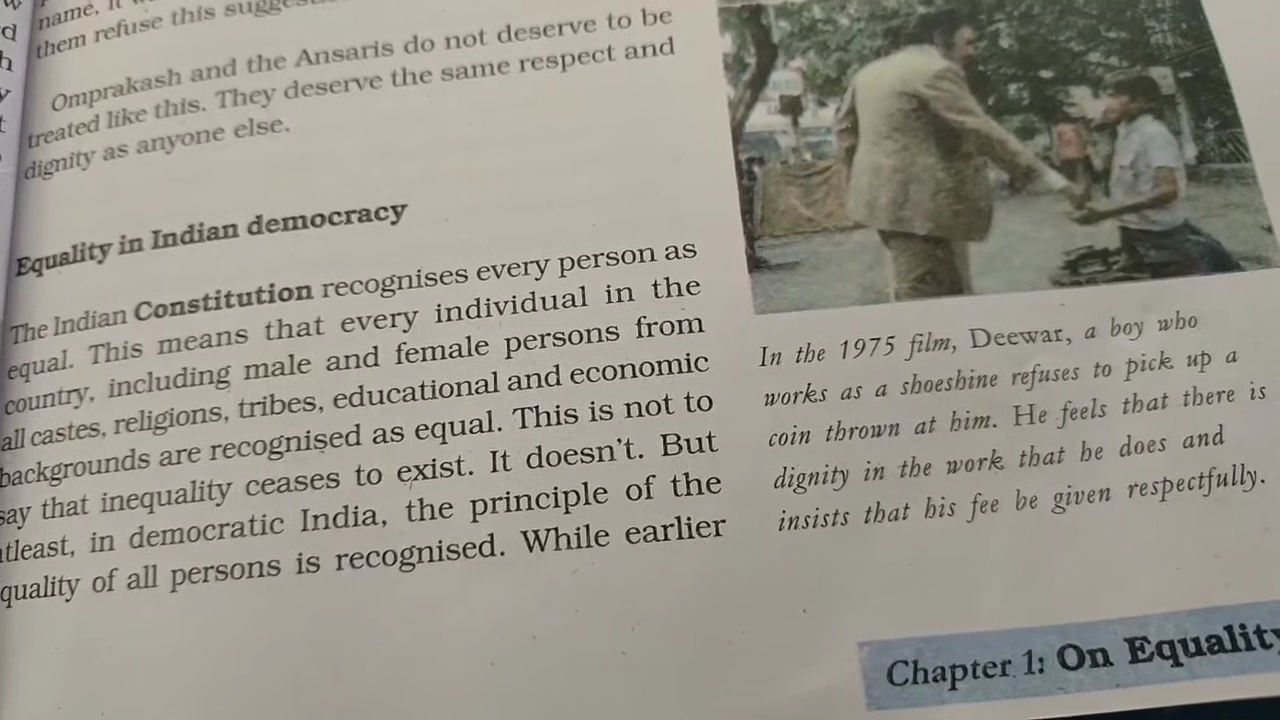 name. It
them refuse this
Omprakash and the Ansaris do not deserve to be
treated like this. They deserve the same respect and
dignity as anyone else.
Equality in Indian democracy
The Indian Constitution recognises every person as
equal. This means that every individual in the
country, including male and female persons from
all castes, religions, tribes, educational and economic
backgrounds are recognised as equal. This is not to
say that inequality ceases to exist. It doesn't. But
atleast, in democratic India, the principle of the
quality of all persons is recognised. While earlier
In the 1975 film, Deewar, a boy who
works as a shoeshine refuses to pick up a
coin thrown at him. He feels that there is
dignity in the work that he does and
insists that his fee be given respectfully.
Chapter 1: On Equality